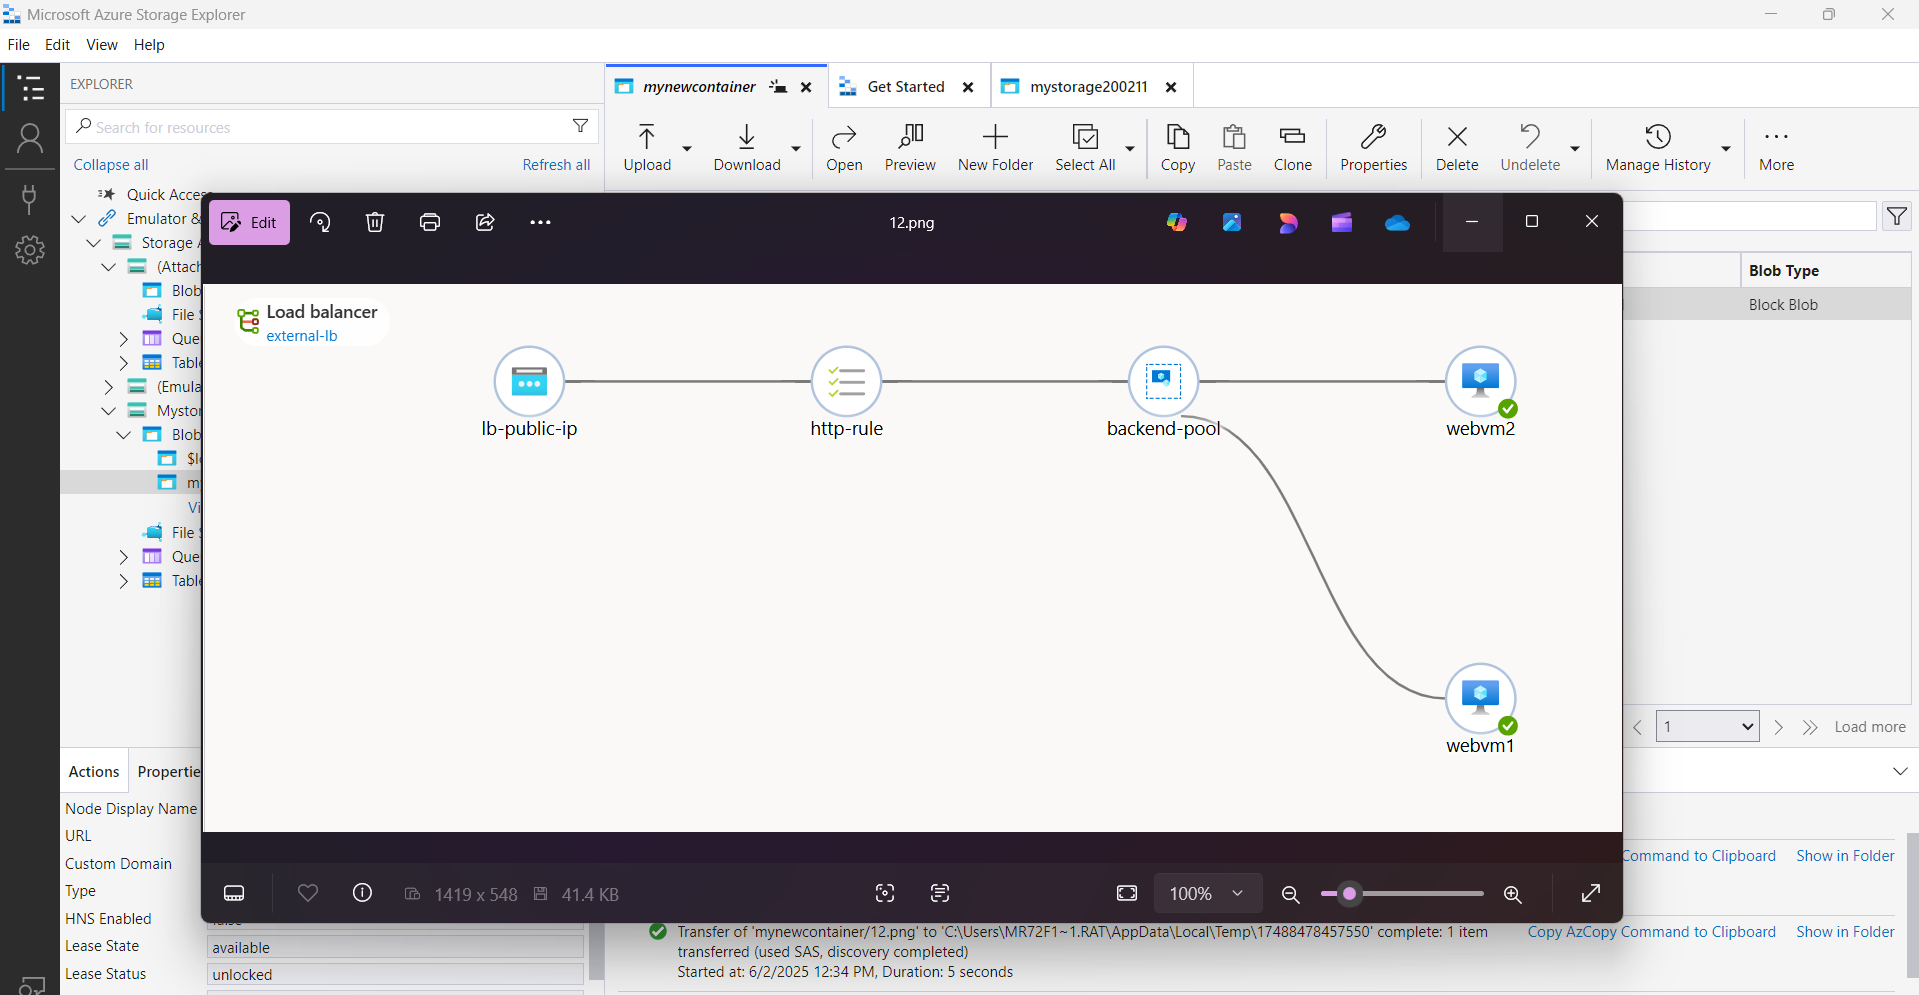 Microsoft Azure Storage Explorer
File Edit View Help
EXPLORER
Search for resources
Collapse all Refresh all
Quick Access
Emulator &
Storage A
(Attach
Blob
File S
Que
Table
(Emula
Mystor
Blob
$lo
my
Vi
File S
Que
Table
mynewcontainer Get Started mystorage200211
Upload Download Open Preview New Folder Select All Copy Paste Clone Properties Delete Undelete Manage History More
Blob Type
Block Blob
Edit 12.png
Load balancer
external-lb
lb-public-ip http-rule backend-pool webvm2
webvm1
1419 x 548 41.4 KB 100%
1 Load more
Actions Propertie
Node Display Name
URL
Custom Domain
Type
HNS Enabled false
Lease State available
Lease Status unlocked
Command to Clipboard Show in Folder
Transfer of 'mynewcontainer/12.png' to 'C:\Users\MR72F1~1.RAT\AppData\Local\Temp\17488478457550' complete: 1 item
transferred (used SAS, discovery completed)
Started at: 6/2/2025 12:34 PM, Duration: 5 seconds
Copy AzCopy Command to Clipboard Show in Folder